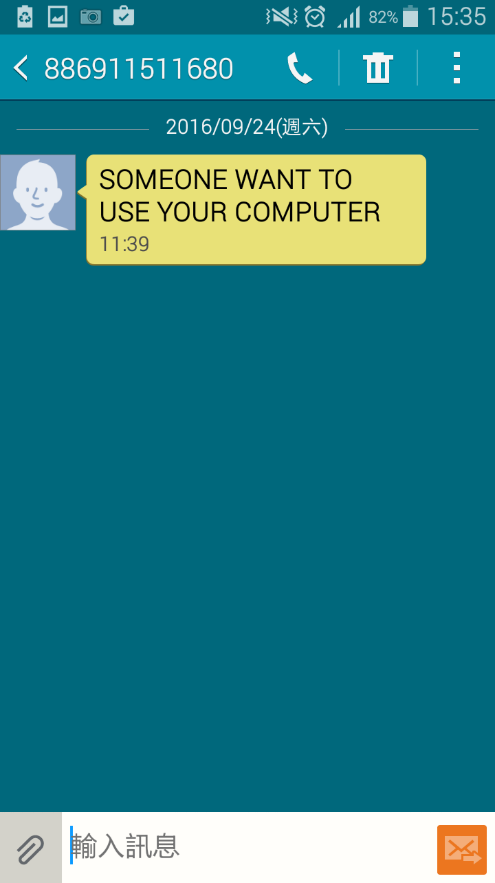 82% 15:35
886911511680
2016/09/24(週六)
SOMEONE WANT TO
USE YOUR COMPUTER
11:39
輸入訊息